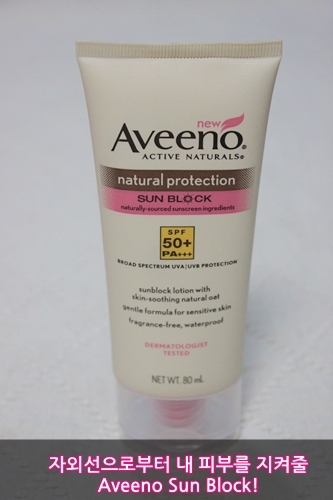 new
Aveeno®
ACTIVE NATURALS®
natural protection
SUN BLOCK
naturally-sourced sunscreen ingredients
SPF
50+
PA+++
BROAD SPECTRUM UVA|UVB PROTECTION
sunblock lotion with
skin-soothing natural oat
gentle formula for sensitive skin
fragrance-free, waterproof
DERMATOLOGIST
TESTED
NET WT. 80 mL
자외선으로부터 내 피부를 지켜줄
Aveeno Sun Block!